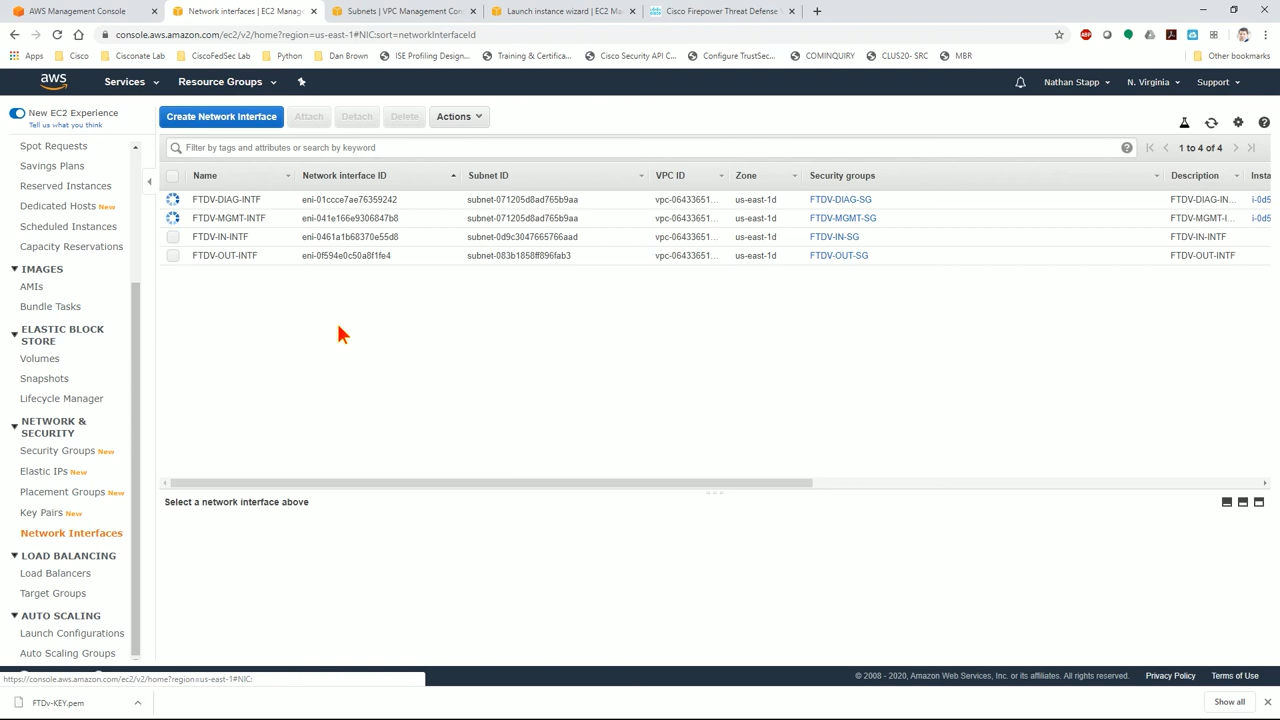 AWS Management Console
Network interfaces | EC2 Manage
Subnets | VPC Management Con
Launch instance wizard | EC2 Man
Cisco Firepower Threat Defense
console.aws.amazon.com/ec2/v2/home?region=us-east-1#NIC:sort=networkInterfaceId
Apps
Cisco
Cisconate Lab
CiscoFedSec Lab
Python
Dan Brown
ISE Profiling Design...
Training & Certifica...
Cisco Security API C...
Configure TrustSec...
COMINQUIRY
CLUS20- SRC
MBR
Other bookmarks
aws
Services
Resource Groups
Nathan Stapp
N. Virginia
Support
New EC2 Experience
Tell us what you think
Spot Requests
Savings Plans
Reserved Instances
Dedicated Hosts New
Scheduled Instances
Capacity Reservations
IMAGES
AMIs
Bundle Tasks
ELASTIC BLOCK
STORE
Volumes
Snapshots
Lifecycle Manager
NETWORK &
SECURITY
Security Groups New
Elastic IPs New
Placement Groups New
Key Pairs New
Network Interfaces
LOAD BALANCING
Load Balancers
Target Groups
AUTO SCALING
Launch Configurations
Auto Scaling Groups
Create Network Interface
Attach
Detach
Delete
Actions
Filter by tags and attributes or search by keyword
1 to 4 of 4
Name Network interface ID Subnet ID VPC ID Zone Security groups Description Insta
FTDV-DIAG-INTF eni-01ccce7ae76359242 subnet-071205d8ad765b9aa vpc-06433651... us-east-1d FTDV-DIAG-SG FTDV-DIAG-IN... i-0d5
FTDV-MGMT-INTF eni-041e166e9306847b8 subnet-071205d8ad765b9aa vpc-06433651... us-east-1d FTDV-MGMT-SG FTDV-MGMT-I... i-0d5
FTDV-IN-INTF eni-0461a1b68370e55d8 subnet-0d9c3047665766aad vpc-06433651... us-east-1d FTDV-IN-SG FTDV-IN-INTF
FTDV-OUT-INTF eni-0f594e0c50a8f1fe4 subnet-083b1858ff896fab3 vpc-06433651... us-east-1d FTDV-OUT-SG FTDV-OUT-INTF
Select a network interface above
https://console.aws.amazon.com/ec2/v2/home?region=us-east-1#NIC:
© 2008 - 2020, Amazon Web Services, Inc. or its affiliates. All rights reserved.
Privacy Policy
Terms of Use
FTDv-KEY.pem
Show all